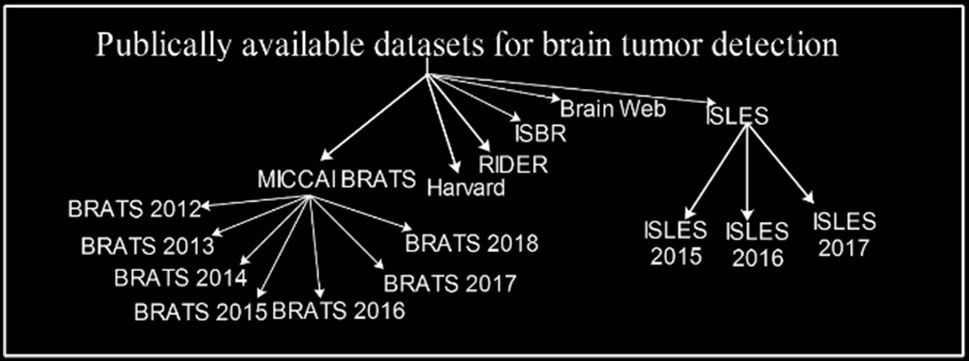 Publically available datasets for brain tumor detection
Brain Web
ISLES
ISBR
RIDER
MICCAI BRATS
Harvard
BRATS 2012
BRATS 2013
BRATS 2014
BRATS 2015
BRATS 2016
BRATS 2017
BRATS 2018
ISLES
2015
ISLES
2016
ISLES
2017